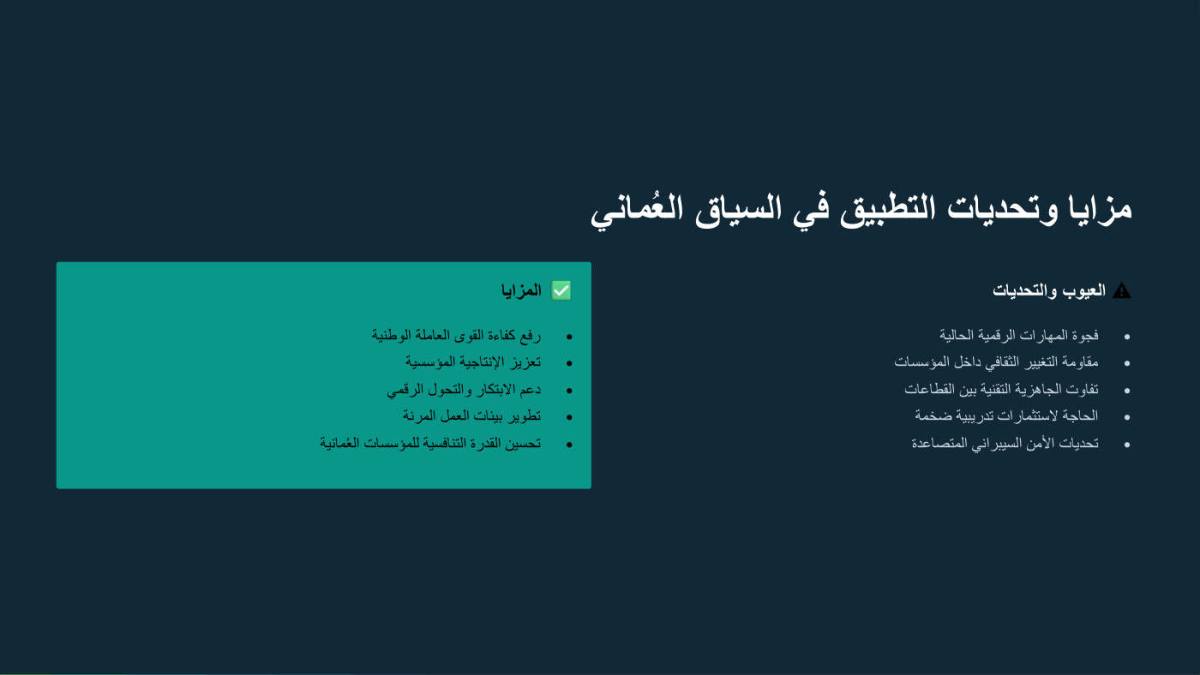 مزايا وتحديات التطبيق في السياق العُماني
⚠ العيوب والتحديات
• فجوة المهارات الرقمية الحالية
• مقاومة التغيير الثقافي داخل المؤسسات
• تفاوت الجاهزية التقنية بين القطاعات
• الحاجة لاستثمارات تدريبية ضخمة
• تحديات الأمن السيبراني المتصاعدة
✅ المزايا
• رفع كفاءة القوى العاملة الوطنية
• تعزيز الإنتاجية المؤسسية
• دعم الابتكار والتحول الرقمي
• تطوير بيئات العمل المرنة
• تحسين القدرة التنافسية للمؤسسات العُمانية